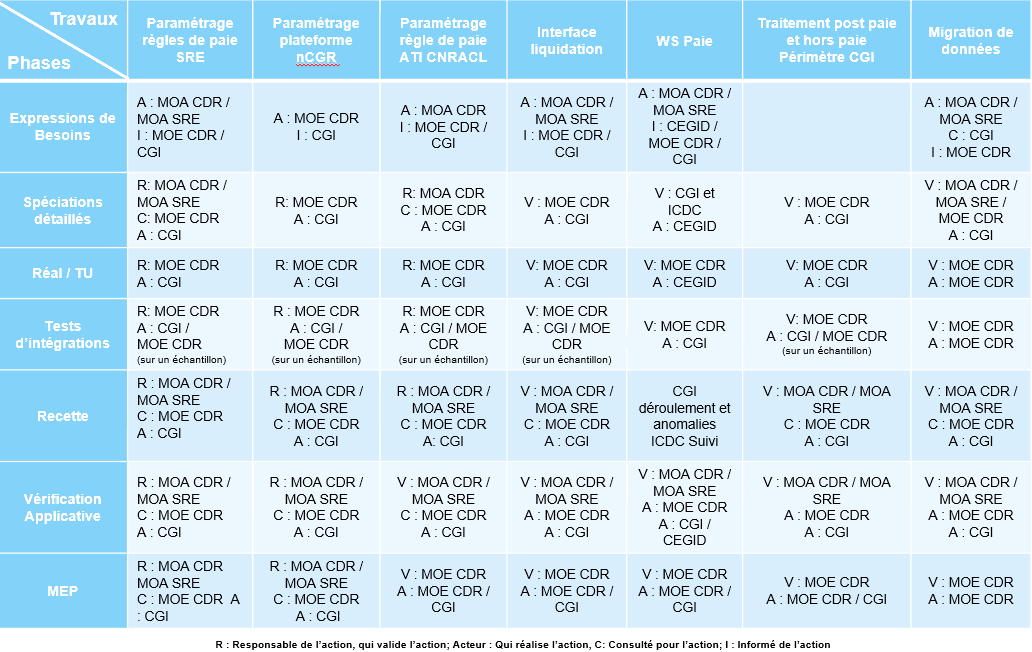 Travaux
Phases
Paramétrage
règles de paie
SRE
Paramétrage
plateforme
nCGR
Paramétrage
règle de paie
ATI CNRACL
Interface
liquidation
WS Paie
Traitement post paie
et hors paie
Périmètre CGI
Migration de
données
Expressions de
Besoins
A : MOA CDR /
MOA SRE
I : MOE CDR /
CGI
A : MOE CDR
I : CGI
A : MOA CDR
I : MOE CDR /
CGI
A : MOA CDR /
MOA SRE
I : MOE CDR /
CGI
A : MOA CDR /
MOA SRE
I : CEGID /
MOE CDR /
CGI
A : MOA CDR /
MOA SRE
C : CGI
I : MOE CDR
Spéciations
détaillés
R: MOA CDR /
MOA SRE
C: MOE CDR
A : CGI
R: MOE CDR
A : CGI
R: MOA CDR
C : MOE CDR
A : CGI
V : MOE CDR
A : CGI
V : CGI et
ICDC
A : CEGID
V : MOE CDR
A : CGI
V : MOA CDR /
MOA SRE /
MOE CDR
A : CGI
Réal / TU
R: MOE CDR
A : CGI
R: MOE CDR
A : CGI
R: MOE CDR
A : CGI
V: MOE CDR
A : CGI
V: MOE CDR
A : CEGID
V: MOE CDR
A : CGI
V : MOE CDR
A : MOE CDR
Tests
d'intégrations
R: MOE CDR
A : CGI /
MOE CDR
(sur un échantillon)
R : MOE CDR
A : CGI /
MOE CDR
(sur un échantillon)
R: MOE CDR
A : CGI / MOE
CDR
(sur un échantillon)
V: MOE CDR
A : CGI / MOE
CDR
(sur un échantillon)
V: MOE CDR
A : CGI
V: MOE CDR
A : CGI / MOE CDR
(sur un échantillon)
V : MOE CDR
A : MOE CDR
Recette
R : MOA CDR /
MOA SRE
C : MOE CDR
A : CGI
R : MOA CDR /
MOA SRE
C : MOE CDR
A : CGI
R : MOA CDR /
MOA SRE
C : MOE CDR
A: CGI
V : MOA CDR /
MOA SRE
C : MOE CDR
A : CGI
CGI
déroulement et
anomalies
ICDC Suivi
V : MOA CDR / MOA
SRE
C : MOE CDR
A : CGI
V : MOA CDR /
MOA SRE
C : MOE CDR
A : CGI
Vérification
Applicative
R : MOA CDR /
MOA SRE
C : MOE CDR
A : CGI
R : MOA CDR /
MOA SRE
C : MOE CDR
A : CGI
V : MOA CDR /
MOA SRE
C : MOE CDR
A : CGI
V : MOA CDR /
MOA SRE
A : MOE CDR
A : CGI
V : MOA CDR /
MOA SRE
A : MOE CDR
A : CGI /
CEGID
V : MOA CDR / MOA
SRE
A : MOE CDR
A : CGI
V : MOA CDR /
MOA SRE
A : MOE CDR
A : CGI
MEP
R : MOA CDR
MOA SRE
C : MOE CDR A
: CGI
R : MOA CDR /
MOA SRE
C : MOE CDR
A : CGI
V : MOE CDR
A : MOE CDR /
CGI
V : MOE CDR
A : MOE CDR /
CGI
V : MOE CDR
A : MOE CDR /
CGI
V : MOE CDR
A : MOE CDR / CGI
V : MOE CDR
A : MOE CDR
R : Responsable de l'action, qui valide l'action; Acteur : Qui réalise l'action, C: Consulté pour l'action; I : Informé de l'action